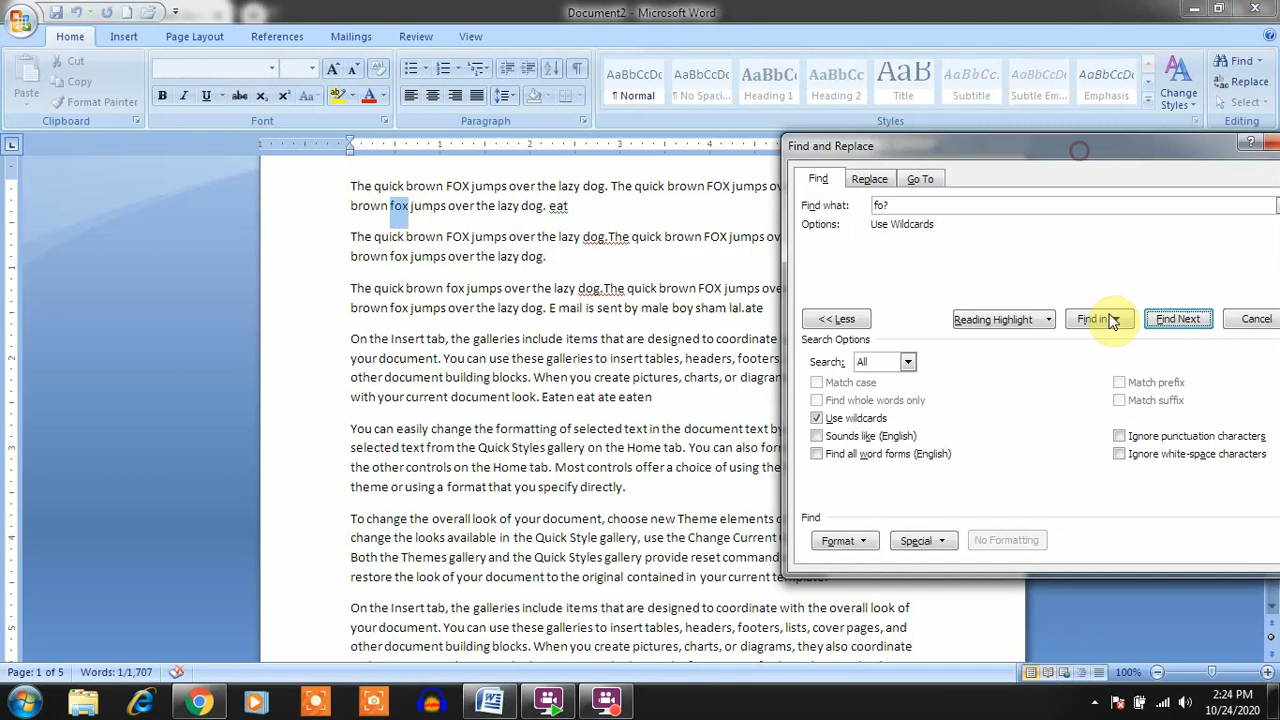 Document2 - Microsoft Word
Home Insert Page Layout References Mailings Review View
Cut
Copy
Paste
Format Painter
Clipboard
Font
Paragraph
AaBbCcDc AaBbCcDc AaBbCc AaBbCc AaB AaBbCc AaBbCcDc AaBbCcDc
¶ Normal ¶ No Spaci... Heading 1 Heading 2 Title Subtitle Subtle Em... Emphasis
Change Styles
Styles
Find
Replace
Select
Editing
The quick brown FOX jumps over the lazy dog. The quick brown FOX jumps ov
brown fox jumps over the lazy dog. eat
The quick brown FOX jumps over the lazy dog.The quick brown FOX jumps ov
brown fox jumps over the lazy dog.
The quick brown fox jumps over the lazy dog.The quick brown FOX jumps ove
brown fox jumps over the lazy dog. E mail is sent by male boy sham lal.ate
On the Insert tab, the galleries include items that are designed to coordinate
your document. You can use these galleries to insert tables, headers, footers
other document building blocks. When you create pictures, charts, or diagram
with your current document look. Eaten eat ate eaten
You can easily change the formatting of selected text in the document text by
selected text from the Quick Styles gallery on the Home tab. You can also for
the other controls on the Home tab. Most controls offer a choice of using the
theme or using a format that you specify directly.
To change the overall look of your document, choose new Theme elements
change the looks available in the Quick Style gallery, use the Change Current
Both the Themes gallery and the Quick Styles gallery provide reset comman
restore the look of your document to the original contained in your current template.
On the Insert tab, the galleries include items that are designed to coordinate with the overall look of
your document. You can use these galleries to insert tables, headers, footers, lists, cover pages, and
other document building blocks. When you create pictures, charts, or diagrams, they also coordinate
Find and Replace
Find Replace Go To
Find what: fo?
Options: Use Wildcards
<< Less Reading Highlight Find in Find Next Cancel
Search Options
Search: All
Match case Match prefix
Find whole words only Match suffix
Use wildcards
Sounds like (English) Ignore punctuation characters
Find all word forms (English) Ignore white-space characters
Find
Format Special No Formatting
Page: 1 of 5 Words: 1/1,707 100%
2:24 PM
10/24/2020